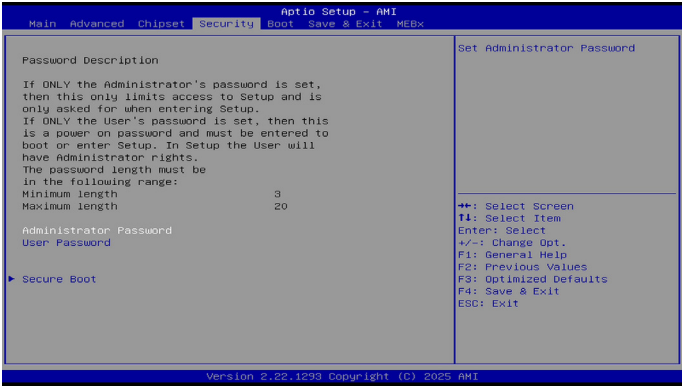 Aptio Setup – AMI
Main Advanced Chipset Security Boot Save & Exit MEBx
Password Description
If ONLY the Administrator's password is set,
then this only limits access to Setup and is
only asked for when entering Setup.
If ONLY the User's password is set, then this
is a power on password and must be entered to
boot or enter Setup. In Setup the User will
have Administrator rights.
The password length must be
in the following range:
Minimum length 3
Maximum length 20
Administrator Password
User Password
► Secure Boot
Set Administrator Password
→←: Select Screen
↑↓: Select Item
Enter: Select
+/-: Change Opt.
F1: General Help
F2: Previous Values
F3: Optimized Defaults
F4: Save & Exit
ESC: Exit
Version 2.22.1293 Copyright (C) 2025 AMI